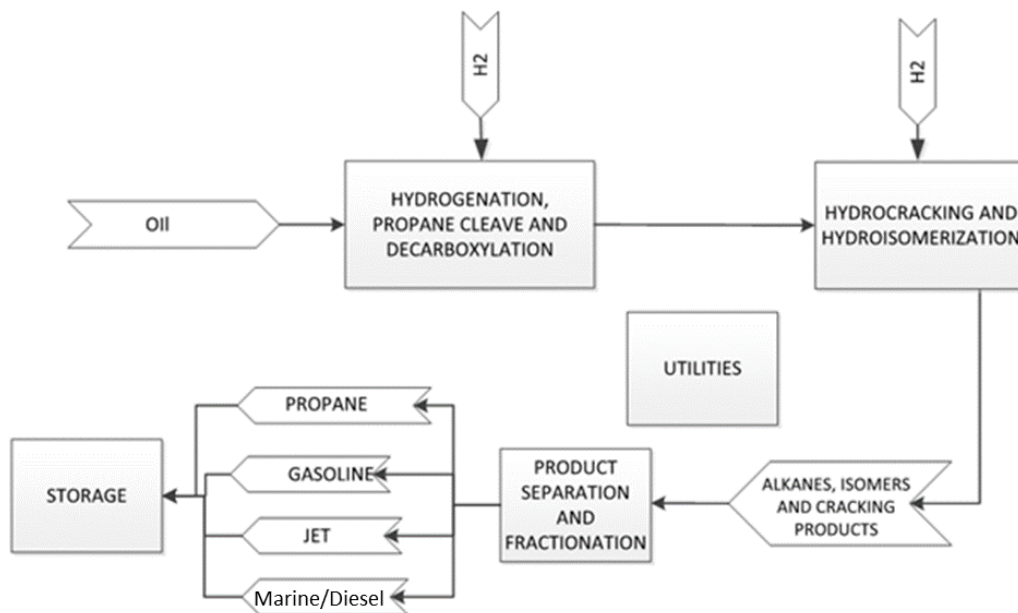 H2
H2
OIl
HYDROGENATION,
PROPANE CLEAVE AND
DECARBOXYLATION
HYDROCRACKING AND
HYDROISOMERIZATION
UTILITIES
PROPANE
GASOLINE
JET
Marine/Diesel
STORAGE
PRODUCT
SEPARATION
AND
FRACTIONATION
ALKANES, ISOMERS
AND CRACKING
PRODUCTS